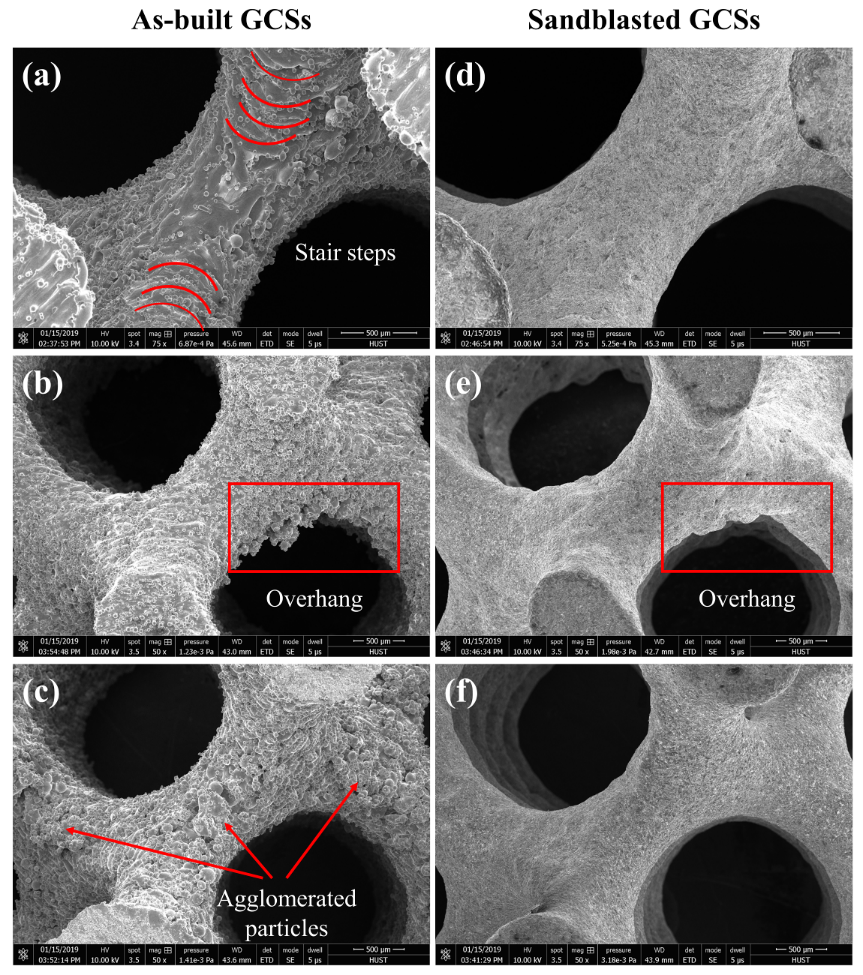 As-built GCSs
Sandblasted GCSs
(a)
Stair steps
01/15/2019 HV spot mag pressure WD det mode dwell 500 µm
02:37:53 PM 10.00 kV 3.4 75 x 6.87e-4 Pa 45.6 mm ETD SE 5 µs HUST
(d)
01/15/2019 HV spot mag pressure WD det mode dwell 500 µm
02:46:54 PM 10.00 kV 3.4 75 x 5.25e-4 Pa 45.3 mm ETD SE 5 µs HUST
(b)
Overhang
01/15/2019 HV spot mag pressure WD det mode dwell 500 µm
03:54:48 PM 10.00 kV 3.5 50 x 1.23e-3 Pa 43.0 mm ETD SE 5 µs HUST
(e)
Overhang
01/15/2019 HV spot mag pressure WD det mode dwell 500 µm
03:46:34 PM 10.00 kV 3.5 50 x 1.98e-3 Pa 42.7 mm ETD SE 5 µs HUST
(c)
Agglomerated
particles
01/15/2019 HV spot mag pressure WD det mode dwell 500 µm
03:52:14 PM 10.00 kV 3.5 50 x 1.41e-3 Pa 43.6 mm ETD SE 5 µs HUST
(f)
01/15/2019 HV spot mag pressure WD det mode dwell 500 µm
03:41:29 PM 10.00 kV 3.5 50 x 3.18e-3 Pa 43.9 mm ETD SE 5 µs HUST